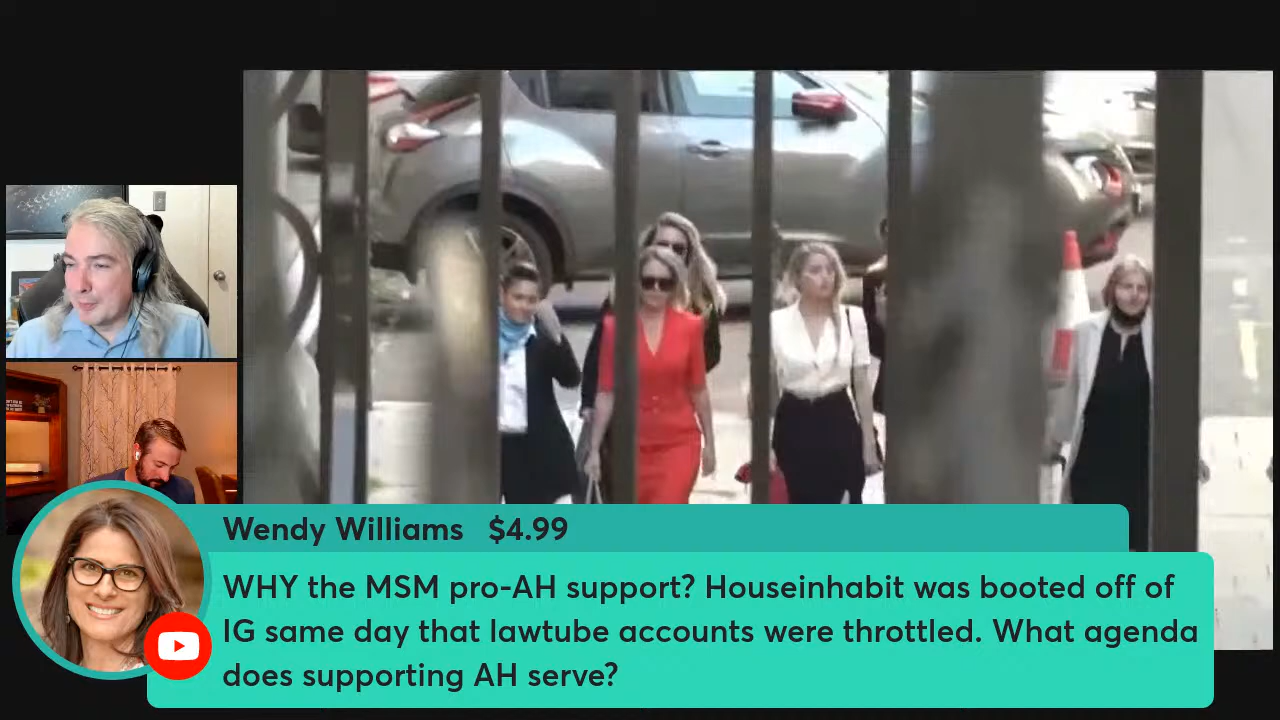 Wendy Williams $4.99
WHY the MSM pro-AH support? Houseinhabit was booted off of
IG same day that lawtube accounts were throttled. What agenda
does supporting AH serve?